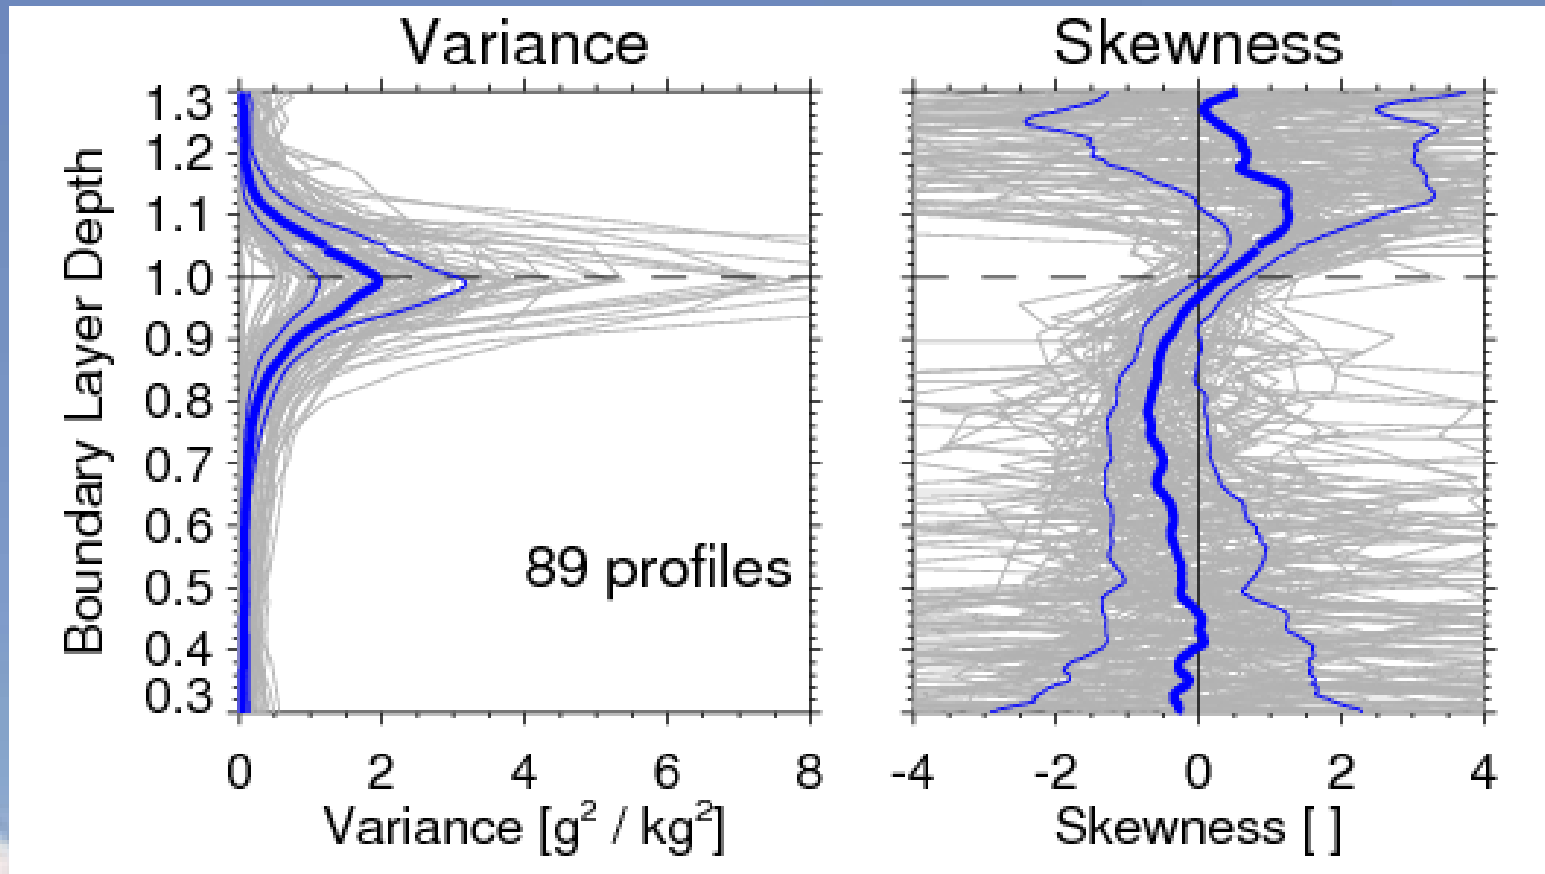 Variance
Skewness
Boundary Layer Depth
1.3
1.2
1.1
1.0
0.9
0.8
0.7
0.6
0.5
0.4
0.3
89 profiles
0 2 4 6 8
-4 -2 0 2 4
Variance [g² / kg²]
Skewness [ ]